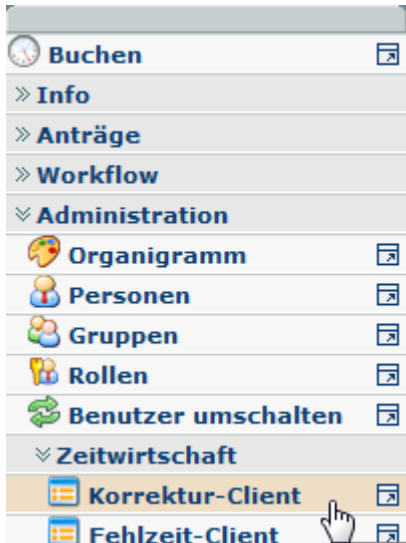 Buchen
Info
Anträge
Workflow
Administration
Organigramm
Personen
Gruppen
Rollen
Benutzer umschalten
Zeitwirtschaft
Korrektur-Client
Fehlzeit-Client